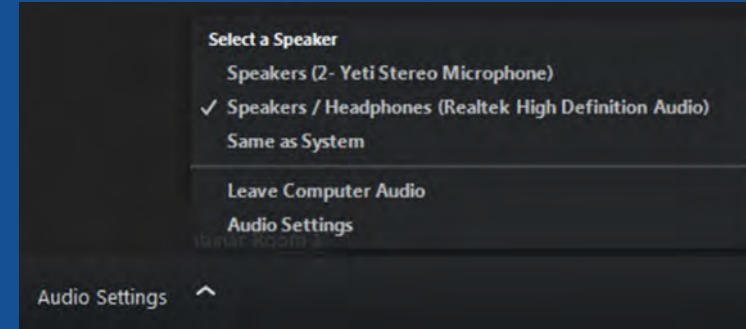 Select a Speaker
Speakers (2- Yeti Stereo Microphone)
✓ Speakers / Headphones (Realtek High Definition Audio)
Same as System
Leave Computer Audio
Audio Settings
Room
Audio Settings